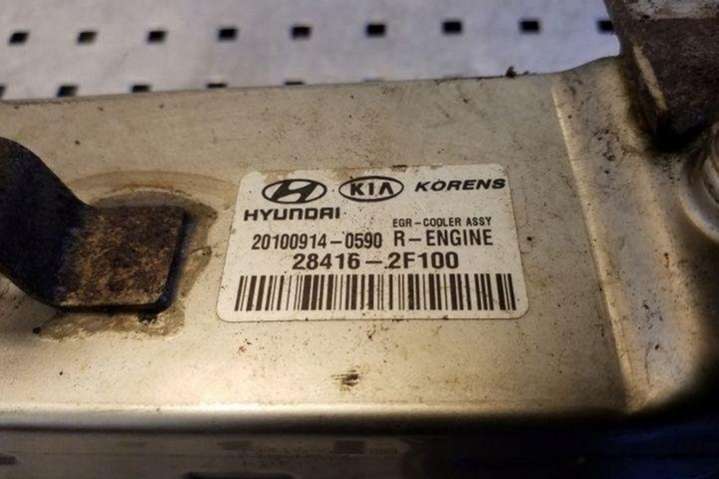 HYUNDAI KIA KORENS
EGR-COOLER ASSY
20100914-0590 R-ENGINE
28416-2F100